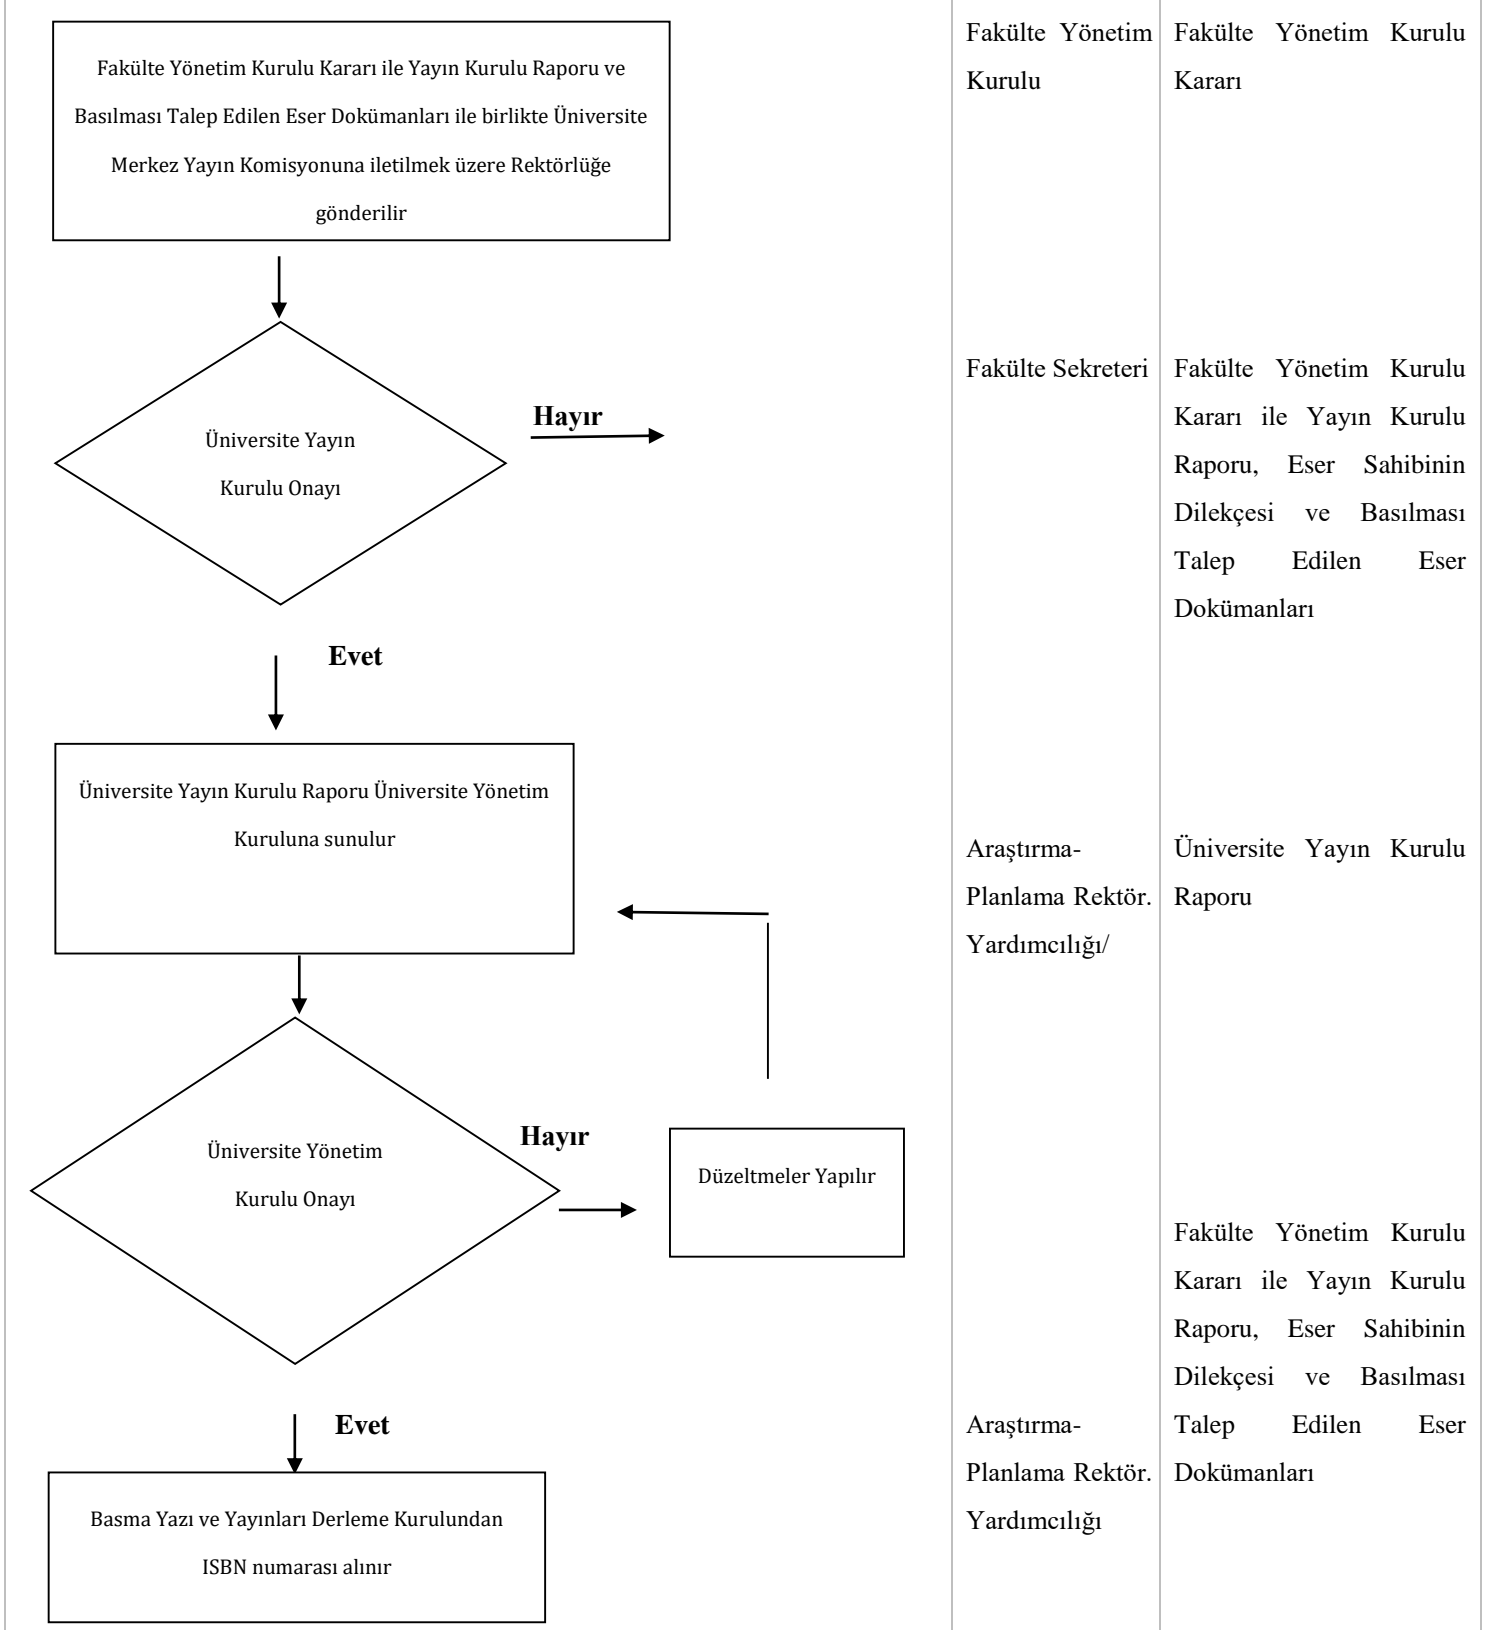 Fakülte Yönetim Kurulu Kararı ile Yayın Kurulu Raporu ve
Basılması Talep Edilen Eser Dokümanları ile birlikte Üniversite
Merkez Yayın Komisyonuna iletilmek üzere Rektörlüğe
gönderilir
Hayır
Üniversite Yayın
Kurulu Onayı
Evet
Üniversite Yayın Kurulu Raporu Üniversite Yönetim
Kuruluna sunulur
Hayır
Üniversite Yönetim
Kurulu Onayı
Düzeltmeler Yapılır
Evet
Basma Yazı ve Yayınları Derleme Kurulundan
ISBN numarası alınır
Fakülte Yönetim
Kurulu
Fakülte Sekreteri
Araştırma-
Planlama Rektör.
Yardımcılığı/
Araştırma-
Planlama Rektör.
Yardımcılığı
Fakülte Yönetim Kurulu
Kararı
Fakülte Yönetim Kurulu
Kararı ile Yayın Kurulu
Raporu, Eser Sahibinin
Dilekçesi ve Basılması
Talep Edilen Eser
Dokümanları
Üniversite Yayın Kurulu
Raporu
Fakülte Yönetim Kurulu
Kararı ile Yayın Kurulu
Raporu, Eser Sahibinin
Dilekçesi ve Basılması
Talep Edilen Eser
Dokümanları